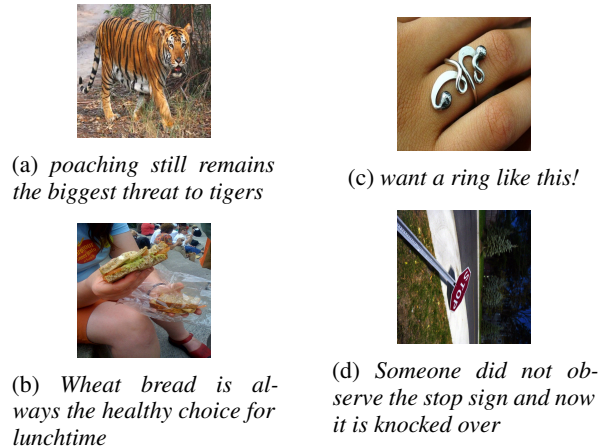 (a) poaching still remains
the biggest threat to tigers
(b) Wheat bread is al-
ways the healthy choice for
lunchtime
(c) want a ring like this!
STOP
(d) Someone did not ob-
serve the stop sign and now
it is knocked over